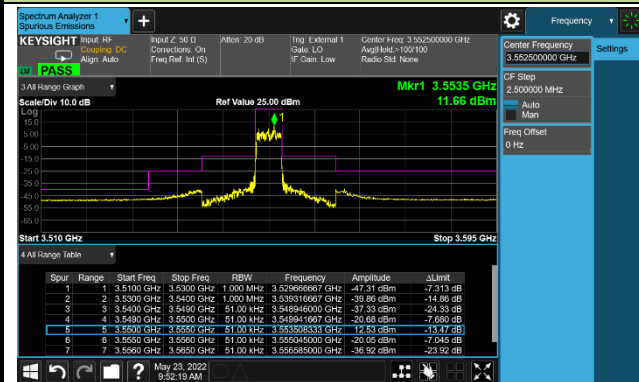 Spectrum Analyzer 1
Spurious Emissions
Frequency
KEYSIGHT Input: RF
Coupling: DC
Align: Auto
Input Z: 50 Ω
Corrections: On
Freq Ref: Int (S)
Atten: 20 dB
Trig: External 1
Gate: LO
IF Gain: Low
Center Freq: 3.552500000 GHz
Avg|Hold:>100/100
Radio Std: None
PASS
Center Frequency
3.552500000 GHz
Settings
CF Step
2.500000 MHz
Auto
Man
Freq Offset
0 Hz
3 All Range Graph
Mkr1 3.5535 GHz
11.66 dBm
Scale/Div 10.0 dB
Ref Value 25.00 dBm
Log
15.0
5.00
-5.00
-15.0
-25.0
-35.0
-45.0
-55.0
-65.0
1
Start 3.510 GHz
Stop 3.595 GHz
4 All Range Table
Spur Range Start Freq Stop Freq RBW Frequency Amplitude ΔLimit
1 1 3.5100 GHz 3.5300 GHz 1.000 MHz 3.529666667 GHz -47.31 dBm -7.313 dB
2 2 3.5300 GHz 3.5400 GHz 1.000 MHz 3.539316667 GHz -39.86 dBm -14.86 dB
3 3 3.5400 GHz 3.5490 GHz 51.00 kHz 3.548946000 GHz -37.33 dBm -24.33 dB
4 4 3.5490 GHz 3.5500 GHz 51.00 kHz 3.549941667 GHz -20.68 dBm -7.680 dB
5 5 3.5500 GHz 3.5550 GHz 51.00 kHz 3.553508333 GHz 12.53 dBm -13.47 dB
6 6 3.5550 GHz 3.5560 GHz 51.00 kHz 3.555045000 GHz -20.05 dBm -7.045 dB
7 7 3.5560 GHz 3.5650 GHz 51.00 kHz 3.556585000 GHz -36.92 dBm -23.92 dB
May 23, 2022
9:52:19 AM